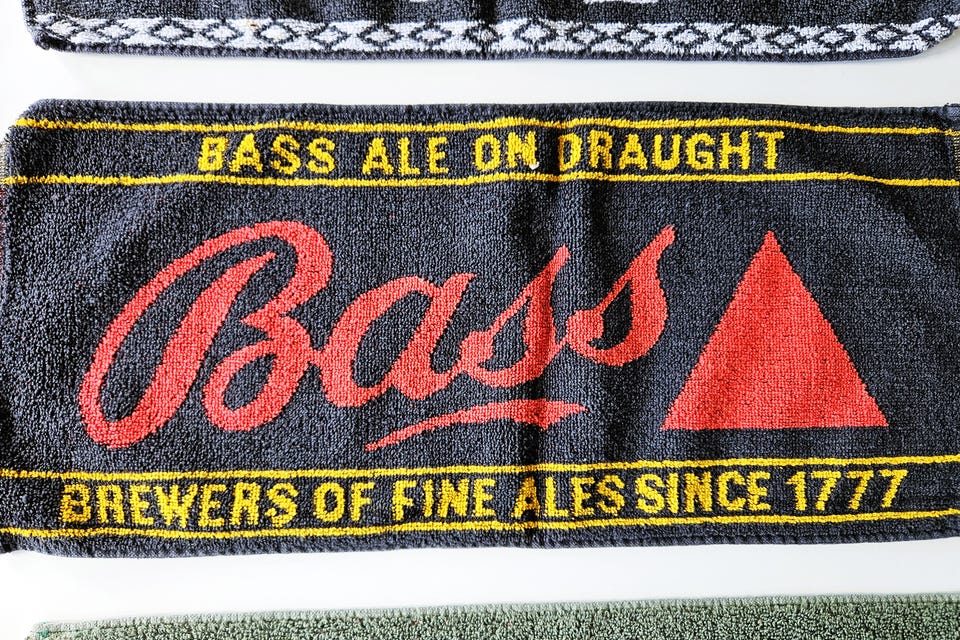 BASS ALE ON DRAUGHT
Bass
BREWERS OF FINE ALES SINCE 1777